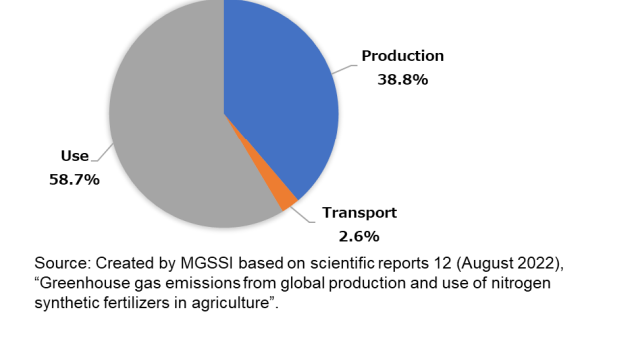 Production
38.8%
Use
58.7%
Transport
2.6%
Source: Created by MGSSI based on scientific reports 12 (August 2022),
“Greenhouse gas emissions from global production and use of nitrogen
synthetic fertilizers in agriculture”.